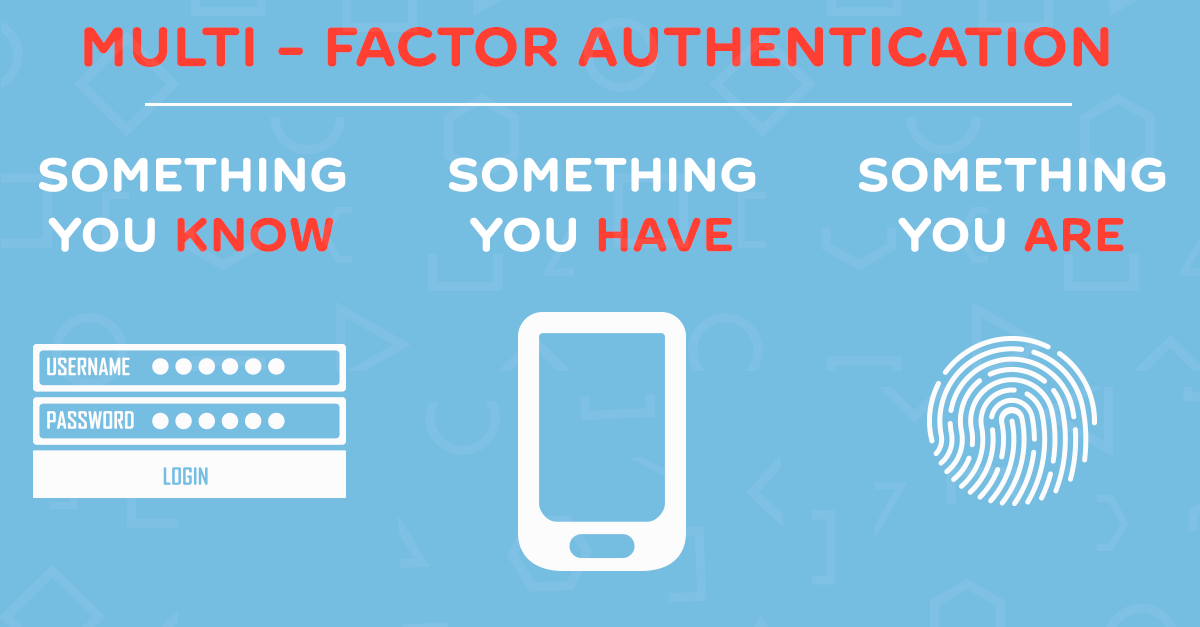 MULTI - FACTOR AUTHENTICATION
SOMETHING
YOU KNOW
SOMETHING
YOU HAVE
SOMETHING
YOU ARE
USERNAME
PASSWORD
LOGIN